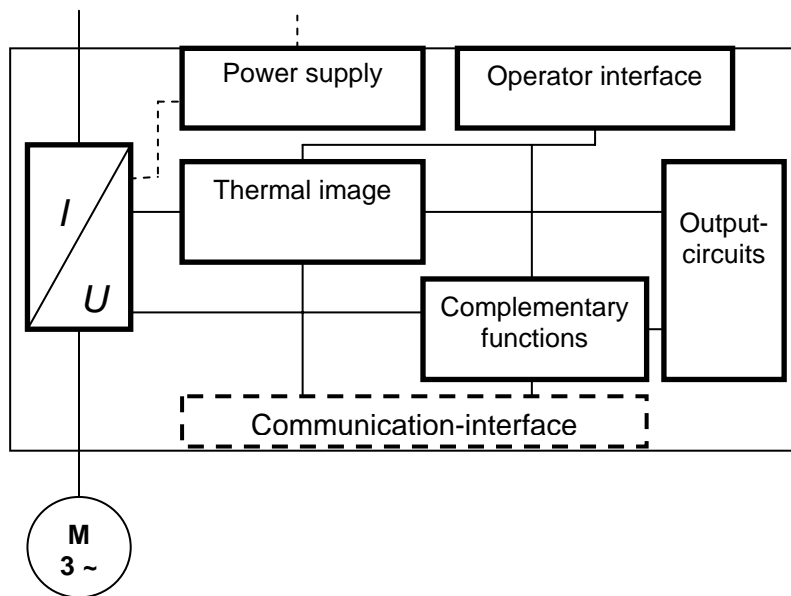 Power supply
Operator interface
Thermal image
I
U
Output-
circuits
Complementary
functions
Communication-interface
M
3 ~